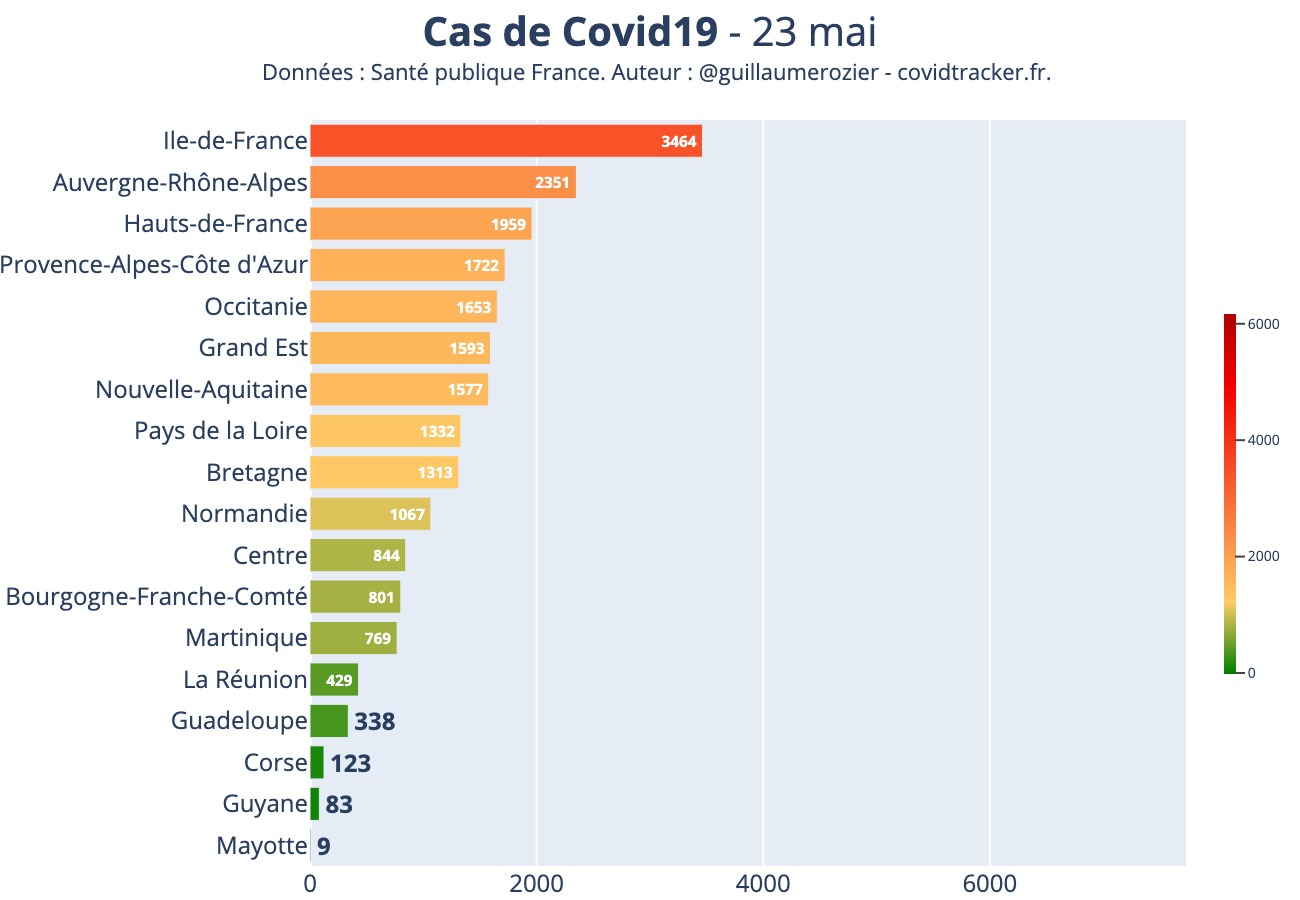 Cas de Covid19 - 23 mai
Données : Santé publique France. Auteur : @guillaumerozier - covidtracker.fr.
Ile-de-France 3464
Auvergne-Rhône-Alpes 2351
Hauts-de-France 1959
Provence-Alpes-Côte d'Azur 1722
Occitanie 1653
Grand Est 1593
Nouvelle-Aquitaine 1577
Pays de la Loire 1332
Bretagne 1313
Normandie 1067
Centre 844
Bourgogne-Franche-Comté 801
Martinique 769
La Réunion 429
Guadeloupe 338
Corse 123
Guyane 83
Mayotte 9
0 2000 4000 6000
6000
4000
2000
0